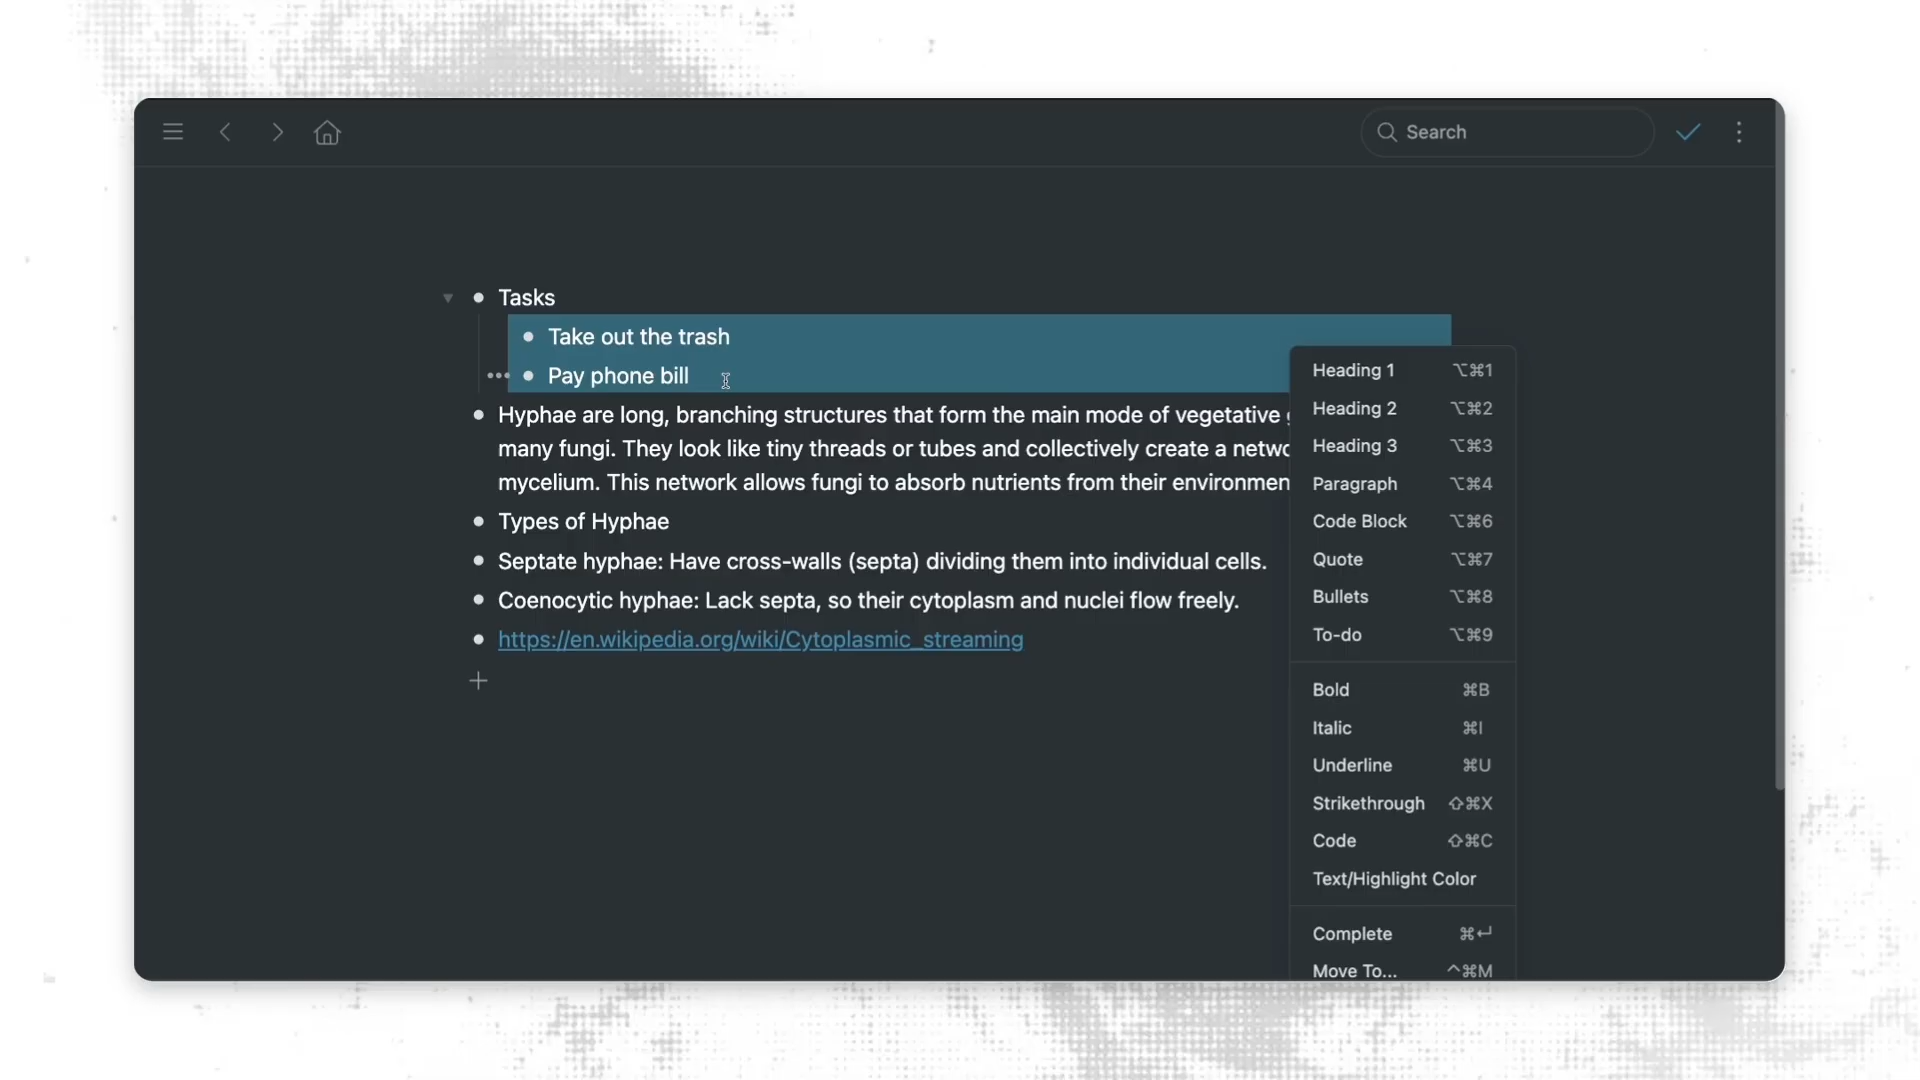 Search
Tasks
Take out the trash
Pay phone bill
Hyphae are long, branching structures that form the main mode of vegetative
many fungi. They look like tiny threads or tubes and collectively create a
mycelium. This network allows fungi to absorb nutrients from their
Types of Hyphae
Septate hyphae: Have cross-walls (septa) dividing them into individual cells.
Coenocytic hyphae: Lack septa, so their cytoplasm and nuclei flow freely.
https://en.wikipedia.org/wiki/Cytoplasmic_streaming
Heading 1 ⌥⌘1
Heading 2 ⌥⌘2
Heading 3 ⌥⌘3
Paragraph ⌥⌘4
Code Block ⌥⌘6
Quote ⌥⌘7
Bullets ⌥⌘8
To-do ⌥⌘9
Bold ⌘B
Italic ⌘I
Underline ⌘U
Strikethrough ⇧⌘X
Code ⇧⌘C
Text/Highlight Color
Complete ⌘↵
Move To... ^⌘M